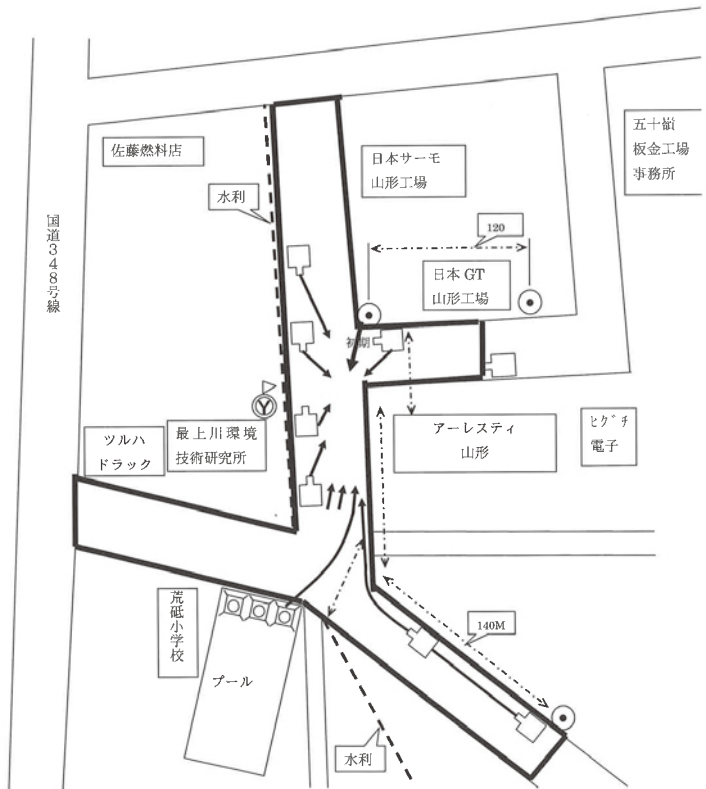 佐藤燃料店
水利
国道348号線
日本サーモ
山形工場
五十嶺
板金工場
事務所
120
日本GT
山形工場
初期
Y
ツルハ
ドラック
最上川環境
技術研究所
アーレスティ
山形
ヒグチ
電子
荒砥小学校
プール
140M
水利